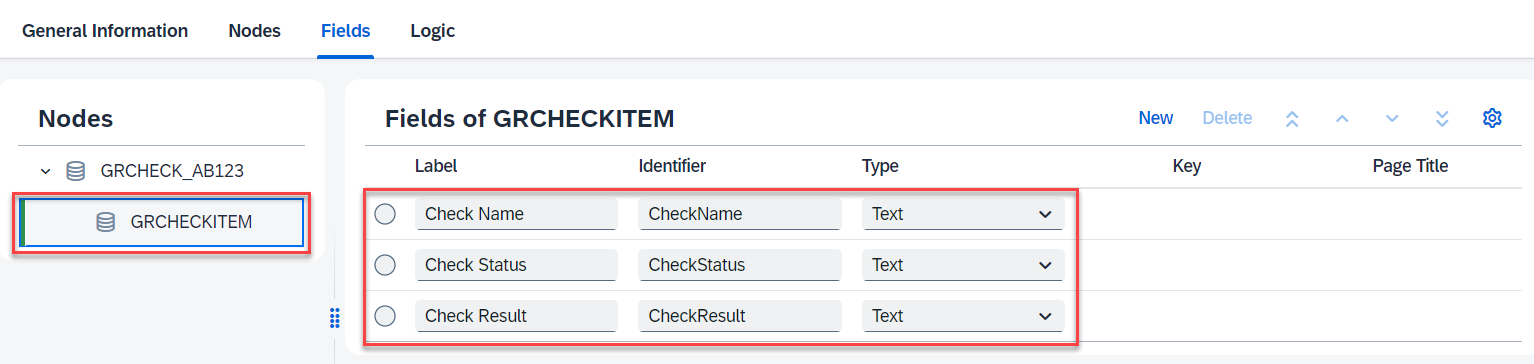 General Information Nodes Fields Logic
Nodes
GRCHECK_AB123
GRCHECKITEM
Fields of GRCHECKITEM New Delete
Label Identifier Type Key Page Title
Check Name CheckName Text
Check Status CheckStatus Text
Check Result CheckResult Text